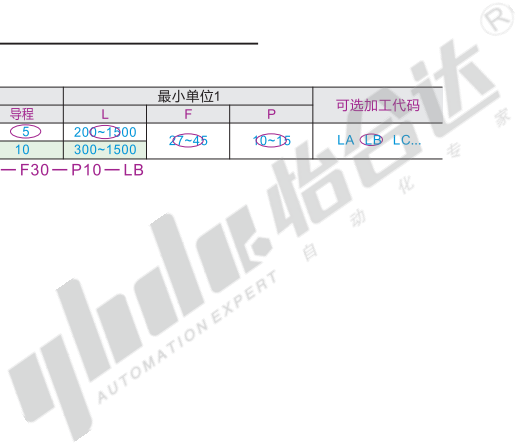 最小单位1
可选加工代码
导程 L F P
5 200~1500 27~45 10~15 LA LB LC...
10 300~1500
— F30 — P10 — LB
®
yhdc 怡合达
AUTOMATION EXPERT 自动化专家